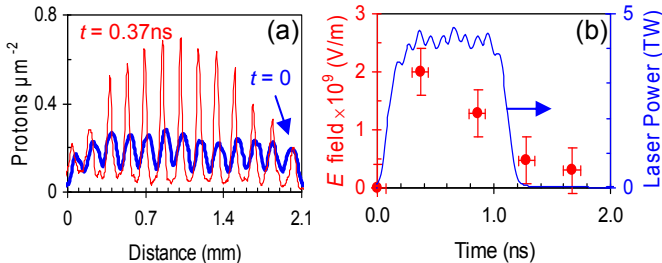 (a)
t = 0.37ns
t = 0
Protons µm⁻²
0.8
0.4
0
0
0.7
1.4
2.1
Distance (mm)
(b)
E field × 10⁹ (V/m)
3
2
1
0
Laser Power (TW)
5
4
2
0
0.0
1.0
2.0
Time (ns)